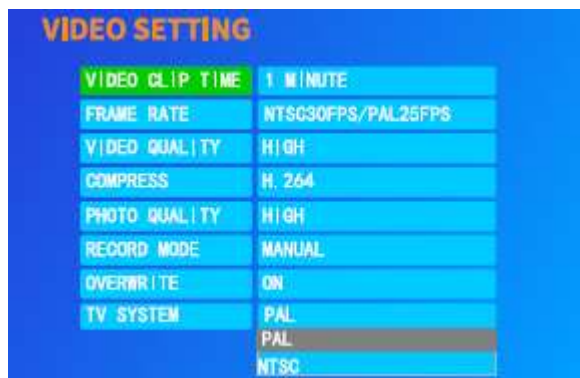 VIDEO SETTING
VIDEO CLIP TIME 1 MINUTE
FRAME RATE NTSC30FPS/PAL25FPS
VIDEO QUALITY HIGH
COMPRESS H.264
PHOTO QUALITY HIGH
RECORD MODE MANUAL
OVERWRITE ON
TV SYSTEM PAL
PAL
NTSC